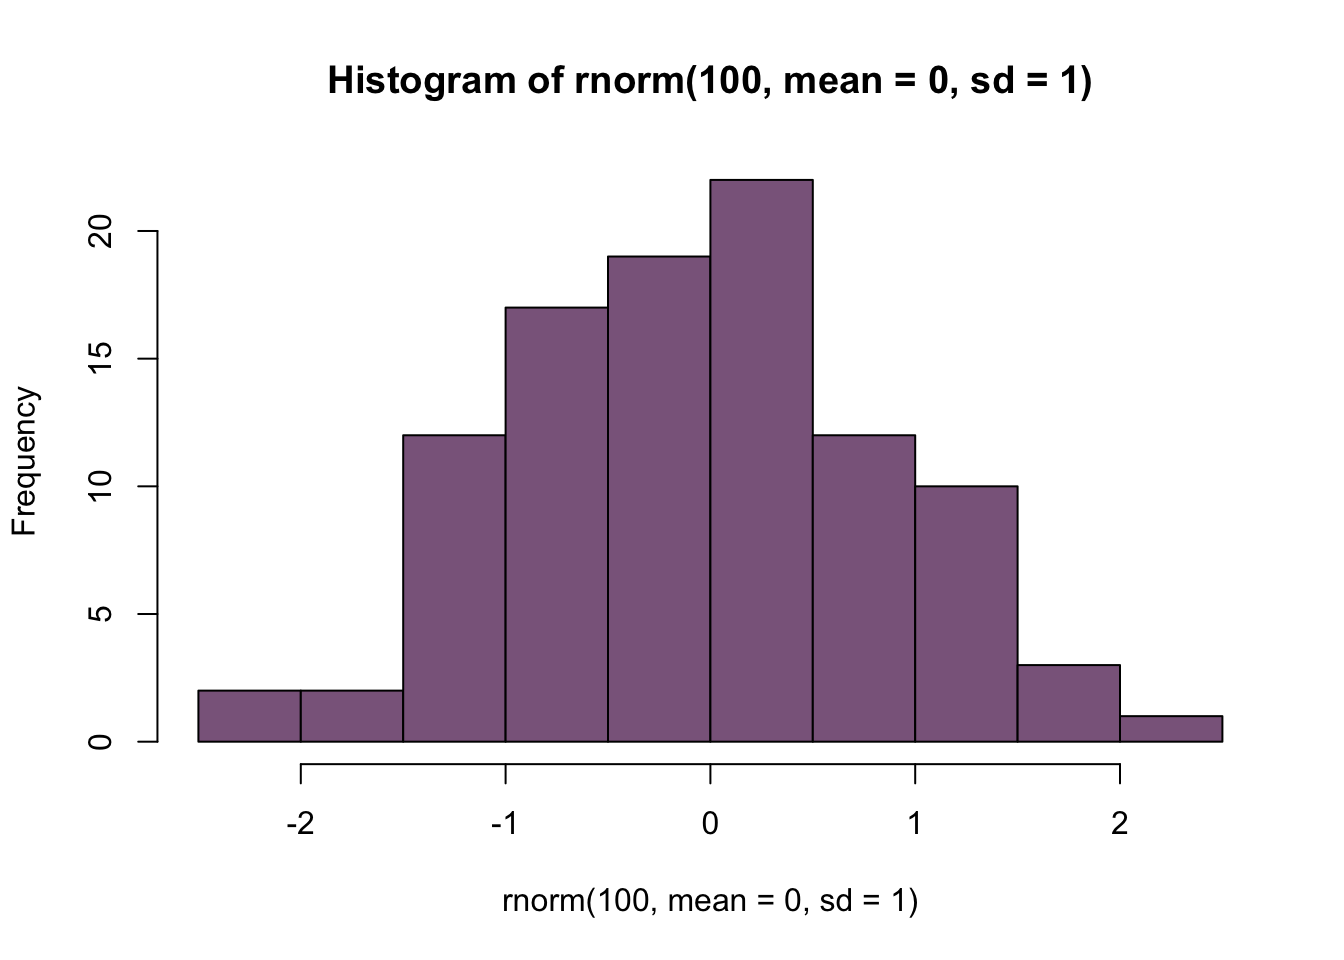 Histogram of rnorm(100, mean = 0, sd = 1)
Frequency
20
15
10
5
0
-2 -1 0 1 2
rnorm(100, mean = 0, sd = 1)